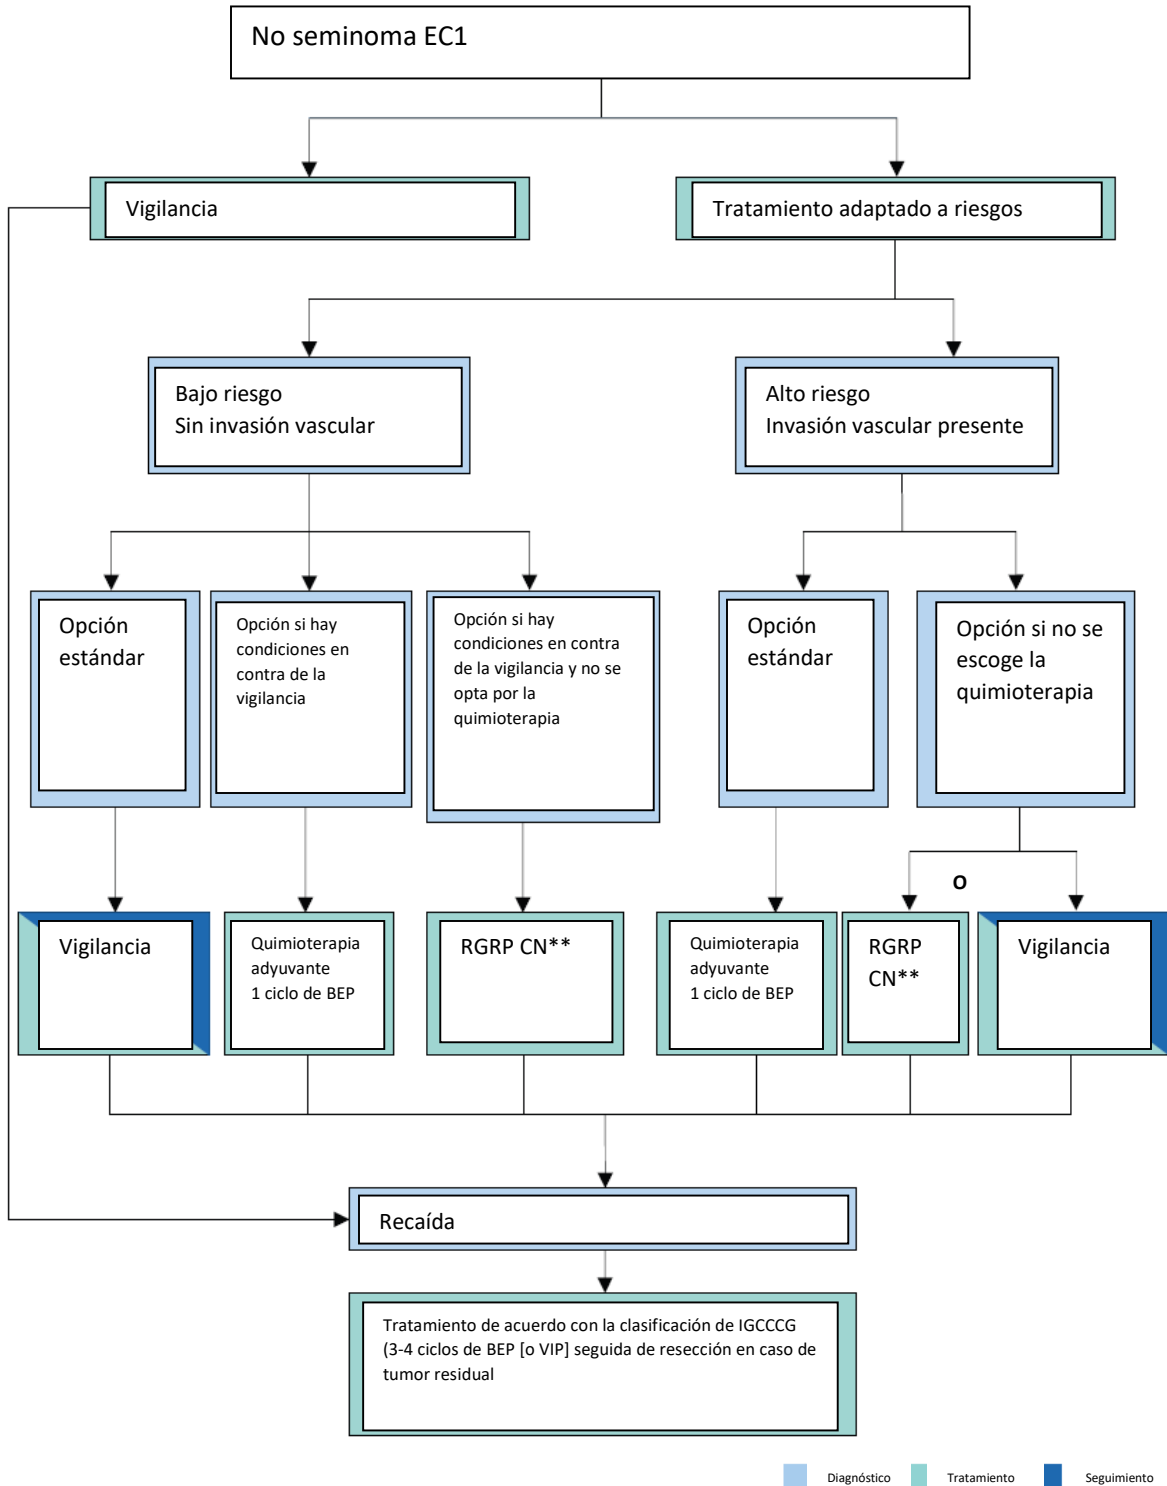 No seminoma EC1
Vigilancia
Tratamiento adaptado a riesgos
Bajo riesgo
Sin invasión vascular
Alto riesgo
Invasión vascular presente
Opción
estándar
Opción si hay
condiciones en
contra de la
vigilancia
Opción si hay
condiciones en contra
de la vigilancia y no se
opta por la
quimioterapia
Opción
estándar
Opción si no se
escoge la
quimioterapia
O
Vigilancia
Quimioterapia
adyuvante
1 ciclo de BEP
RGRP CN**
Quimioterapia
adyuvante
1 ciclo de BEP
RGRP
CN**
Vigilancia
Recaída
Tratamiento de acuerdo con la clasificación de IGCCCG
(3-4 ciclos de BEP [o VIP] seguida de resección en caso de
tumor residual
Diagnóstico
Tratamiento
Seguimiento